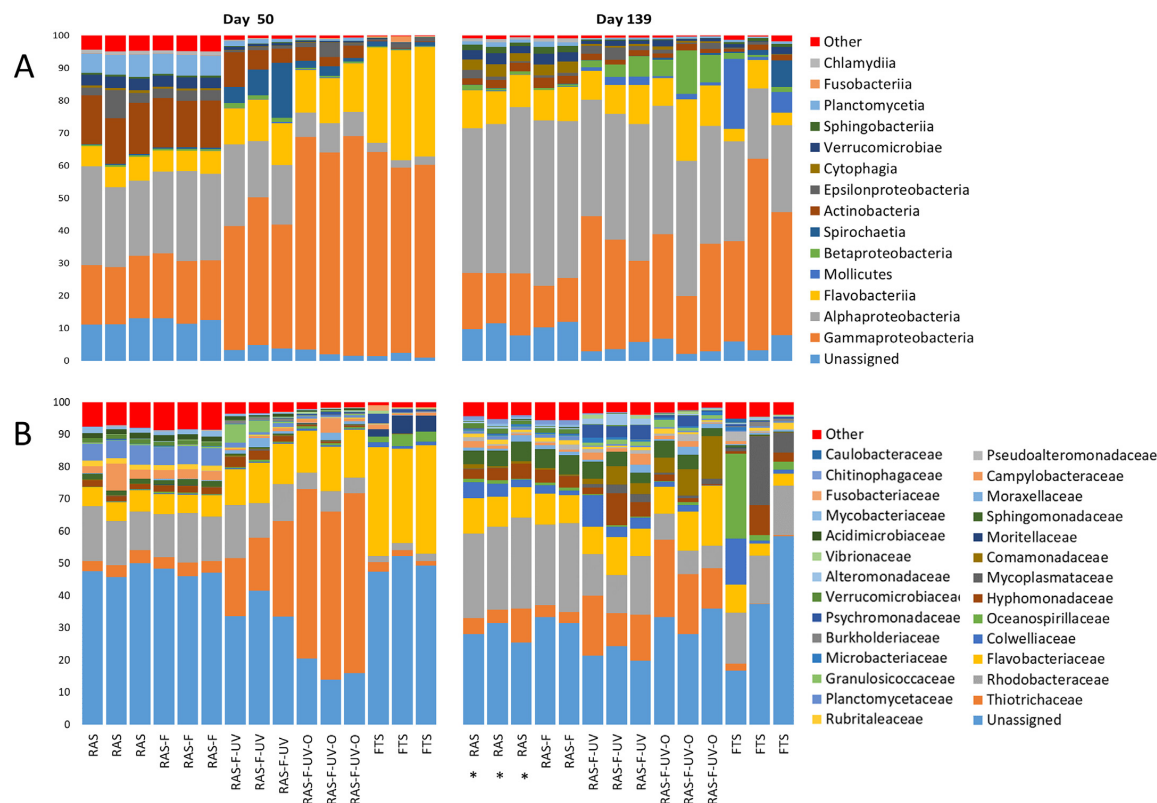 Day 50
Day 139
A
100
90
80
70
60
50
40
30
20
10
0
Other
Chlamydiia
Fusobacteriia
Planctomycetia
Sphingobacteriia
Verrucomicrobiae
Cytophagia
Epsilonproteobacteria
Actinobacteria
Spirochaetia
Betaproteobacteria
Mollicutes
Flavobacteriia
Alphaproteobacteria
Gammaproteobacteria
Unassigned
B
100
90
80
70
60
50
40
30
20
10
0
Other
Caulobacteraceae
Chitinophagaceae
Fusobacteriaceae
Mycobacteriaceae
Acidimicrobiaceae
Vibrionaceae
Alteromonadaceae
Verrucomicrobiaceae
Psychromonadaceae
Burkholderiaceae
Microbacteriaceae
Granulosicoccaceae
Planctomycetaceae
Rubritaleaceae
Pseudoalteromonadaceae
Campylobacteraceae
Moraxellaceae
Sphingomonadaceae
Moritellaceae
Comamonadaceae
Mycoplasmataceae
Hyphomonadaceae
Oceanospirillaceae
Colwelliaceae
Flavobacteriaceae
Rhodobacteraceae
Thiotrichaceae
Unassigned
RAS
RAS
RAS
RAS-F
RAS-F
RAS-F
RAS-F-UV
RAS-F-UV
RAS-F-UV
RAS-F-UV-O
RAS-F-UV-O
RAS-F-UV-O
FTS
FTS
FTS
* RAS
* RAS
* RAS
RAS-F
RAS-F
RAS-F-UV
RAS-F-UV
RAS-F-UV
RAS-F-UV-O
RAS-F-UV-O
RAS-F-UV-O
FTS
FTS
FTS